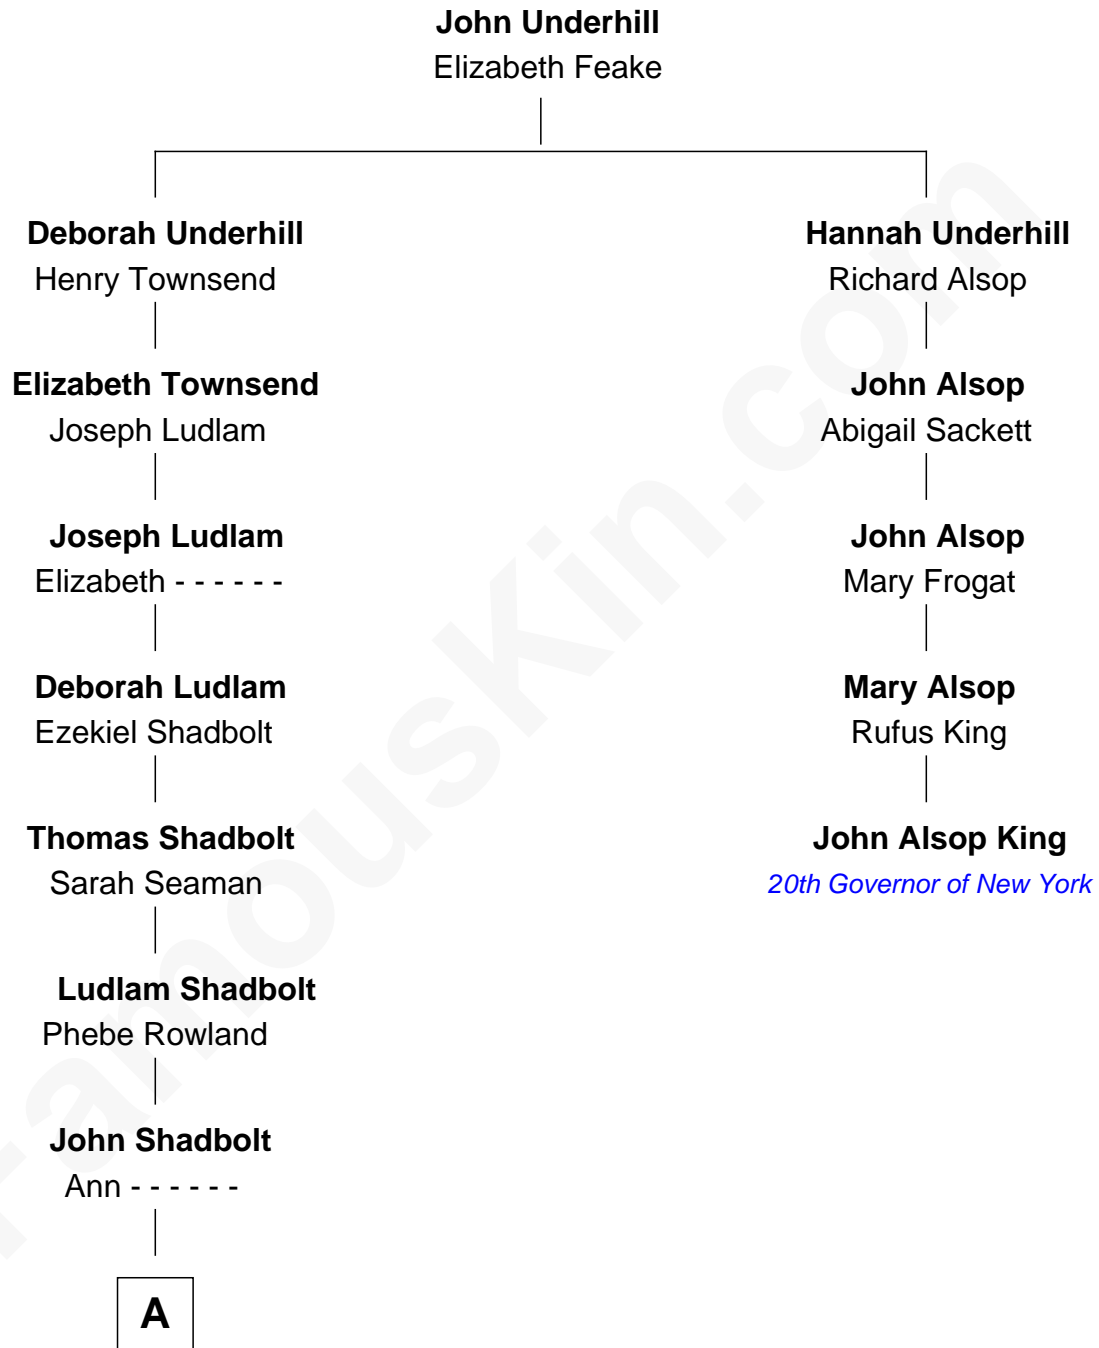 John Underhill
Elizabeth Feake
Deborah Underhill
Henry Townsend
Hannah Underhill
Richard Alsop
Elizabeth Townsend
Joseph Ludlam
John Alsop
Abigail Sackett
Joseph Ludlam
Elizabeth - - - - - -
John Alsop
Mary Frogat
Deborah Ludlam
Ezekiel Shadbolt
Mary Alsop
Rufus King
Thomas Shadbolt
Sarah Seaman
John Alsop King
20th Governor of New York
Ludlam Shadbolt
Phebe Rowland
John Shadbolt
Ann - - - - - -
A
FamousKin.com